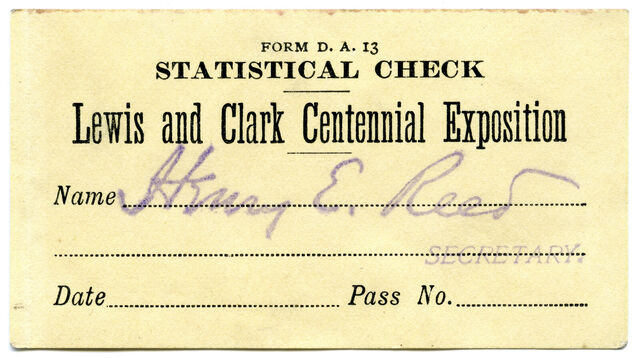 FORM D. A. 13
STATISTICAL CHECK
Lewis and Clark Centennial Exposition
Name Henry E. Reed
SECRETARY.
Date Pass No.